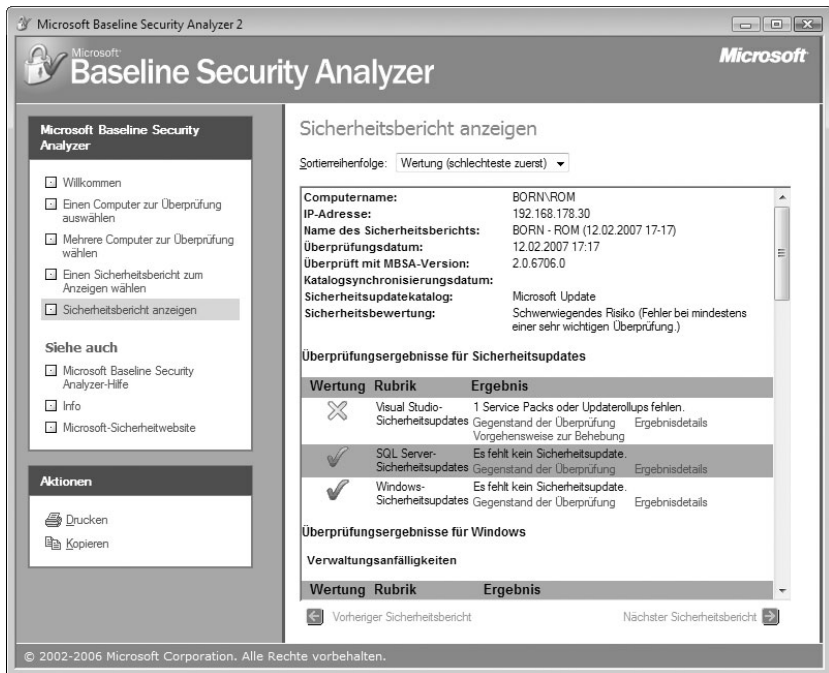 Microsoft Baseline Security Analyzer 2
Microsoft
Baseline Security Analyzer
Microsoft
Microsoft Baseline Security
Analyzer
Willkommen
Einen Computer zur Überprüfung
auswählen
Mehrere Computer zur Überprüfung
wählen
Einen Sicherheitsbericht zum
Anzeigen wählen
Sicherheitsbericht anzeigen
Siehe auch
Microsoft Baseline Security
Analyzer-Hilfe
Info
Microsoft-Sicherheitwebsite
Aktionen
Drucken
Kopieren
Sicherheitsbericht anzeigen
Sortierreihenfolge: Wertung (schlechteste zuerst)
Computername: BORN\ROM
IP-Adresse: 192.168.178.30
Name des Sicherheitsberichts: BORN - ROM (12.02.2007 17-17)
Überprüfungsdatum: 12.02.2007 17:17
Überprüft mit MBSA-Version: 2.0.6706.0
Katalogsynchronisierungsdatum:
Sicherheitsupdatekatalog: Microsoft Update
Sicherheitsbewertung: Schwerwiegendes Risiko (Fehler bei mindestens
einer sehr wichtigen Überprüfung.)
Überprüfungsergebnisse für Sicherheitsupdates
Wertung Rubrik Ergebnis
Visual Studio- 1 Service Packs oder Updaterollups fehlen.
Sicherheitsupdates Gegenstand der Überprüfung Ergebnisdetails
Vorgehensweise zur Behebung
SQL Server- Es fehlt kein Sicherheitsupdate.
Sicherheitsupdates Gegenstand der Überprüfung Ergebnisdetails
Windows- Es fehlt kein Sicherheitsupdate.
Sicherheitsupdates Gegenstand der Überprüfung Ergebnisdetails
Überprüfungsergebnisse für Windows
Verwaltungsanfälligkeiten
Wertung Rubrik Ergebnis
Vorheriger Sicherheitsbericht Nächster Sicherheitsbericht
© 2002-2006 Microsoft Corporation. Alle Rechte vorbehalten.